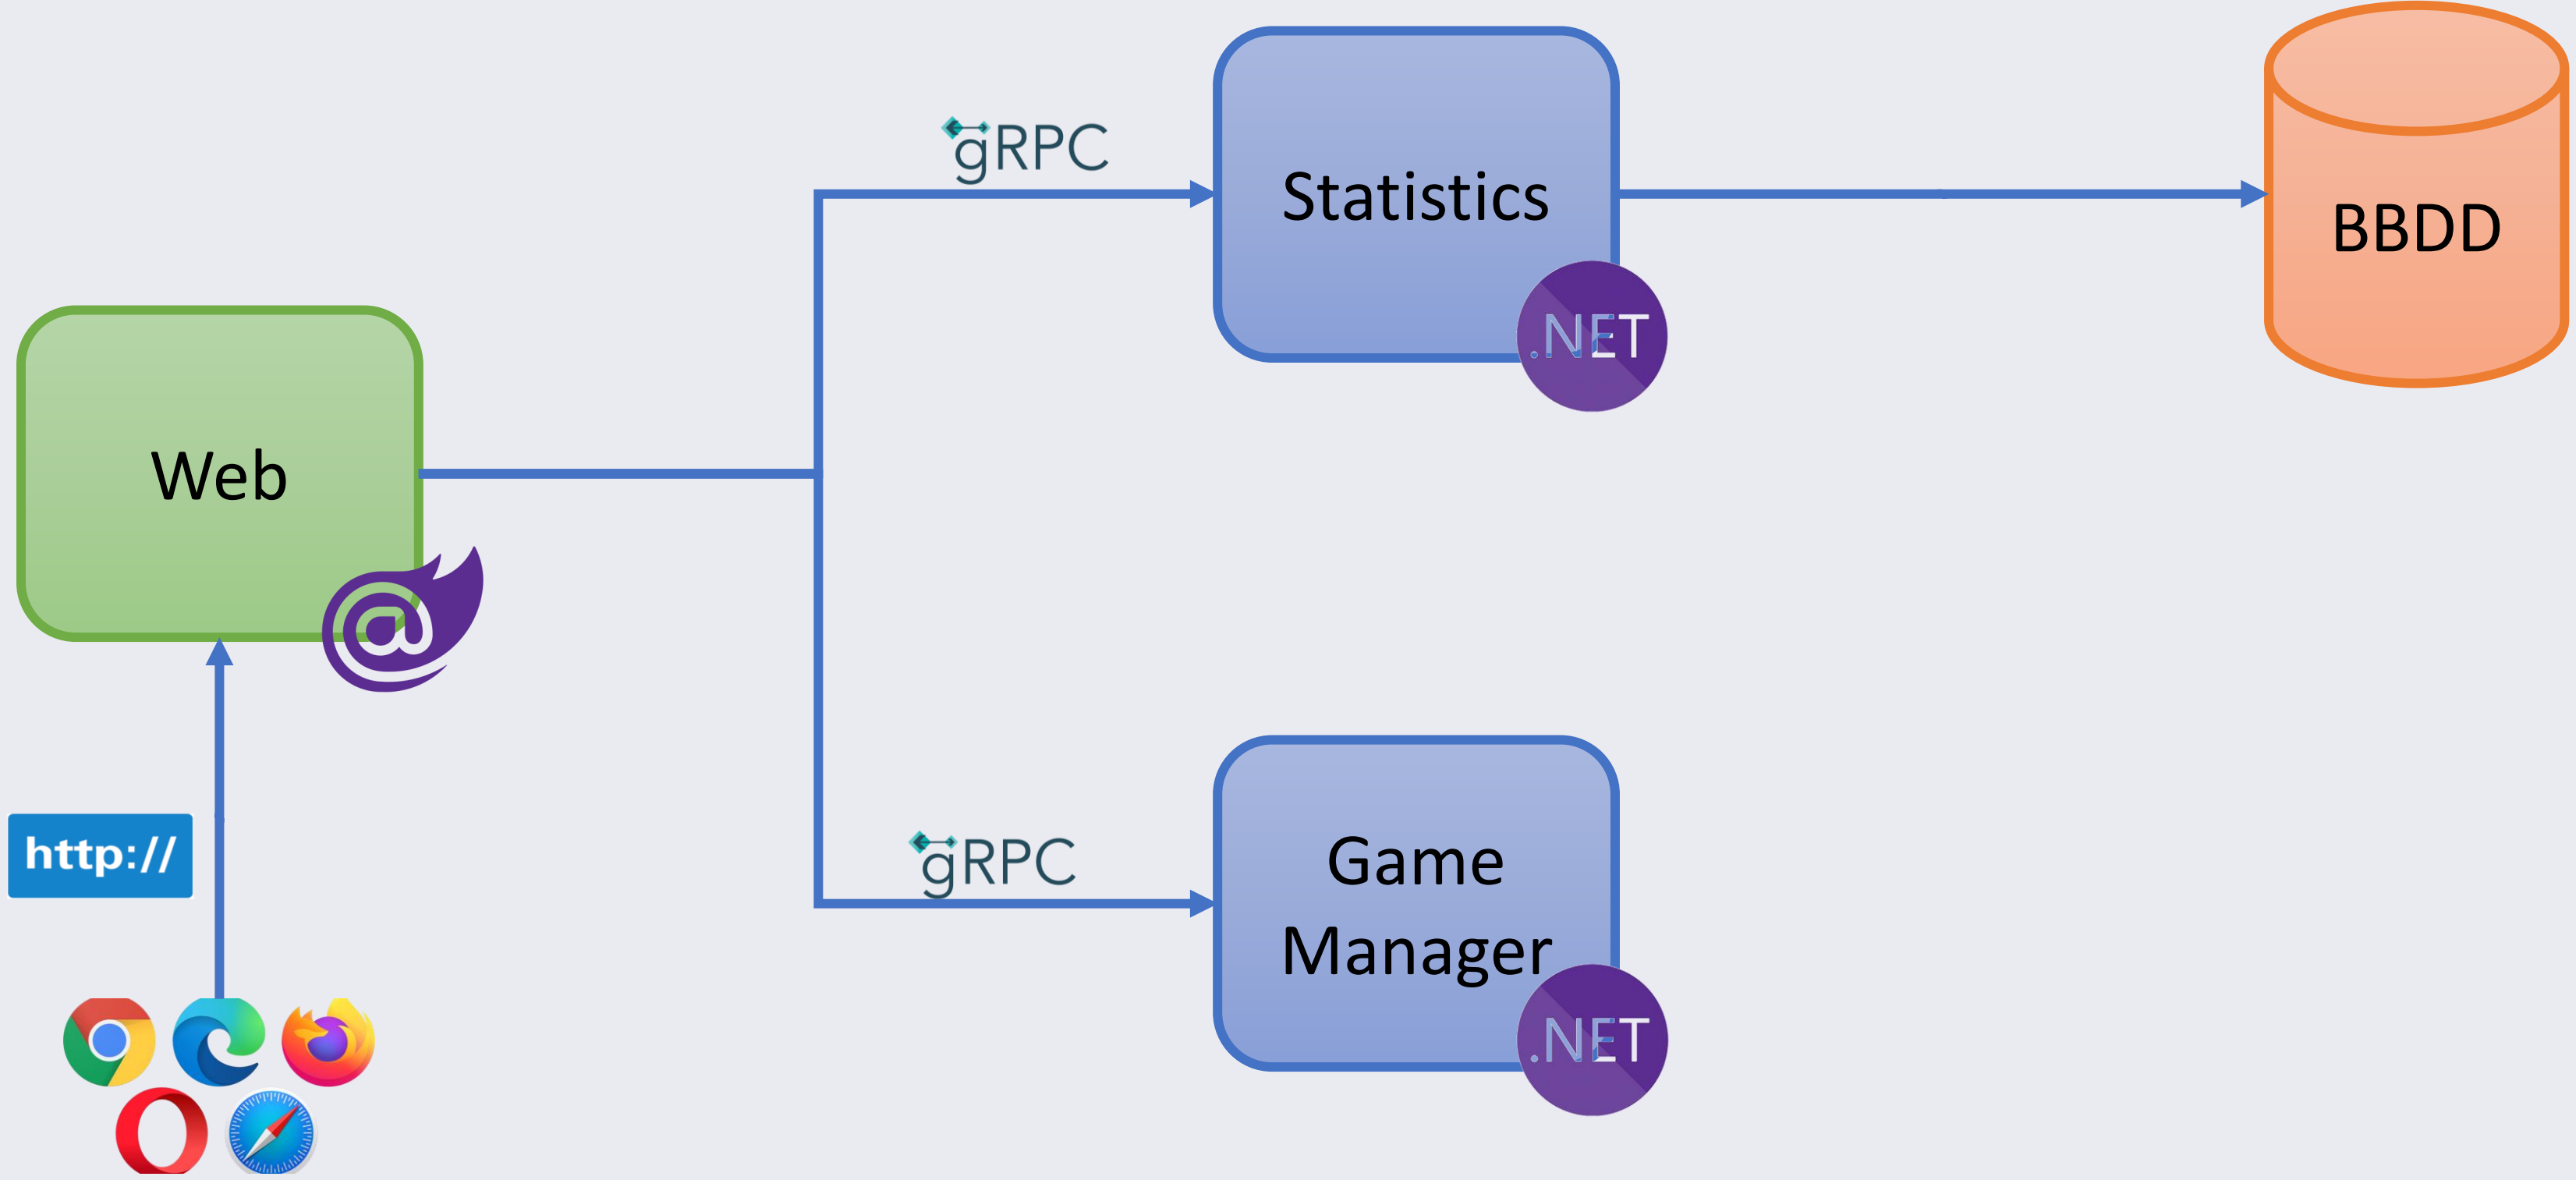 gRPC
Statistics
.NET
BBDD
Web
http://
gRPC
Game
Manager
.NET